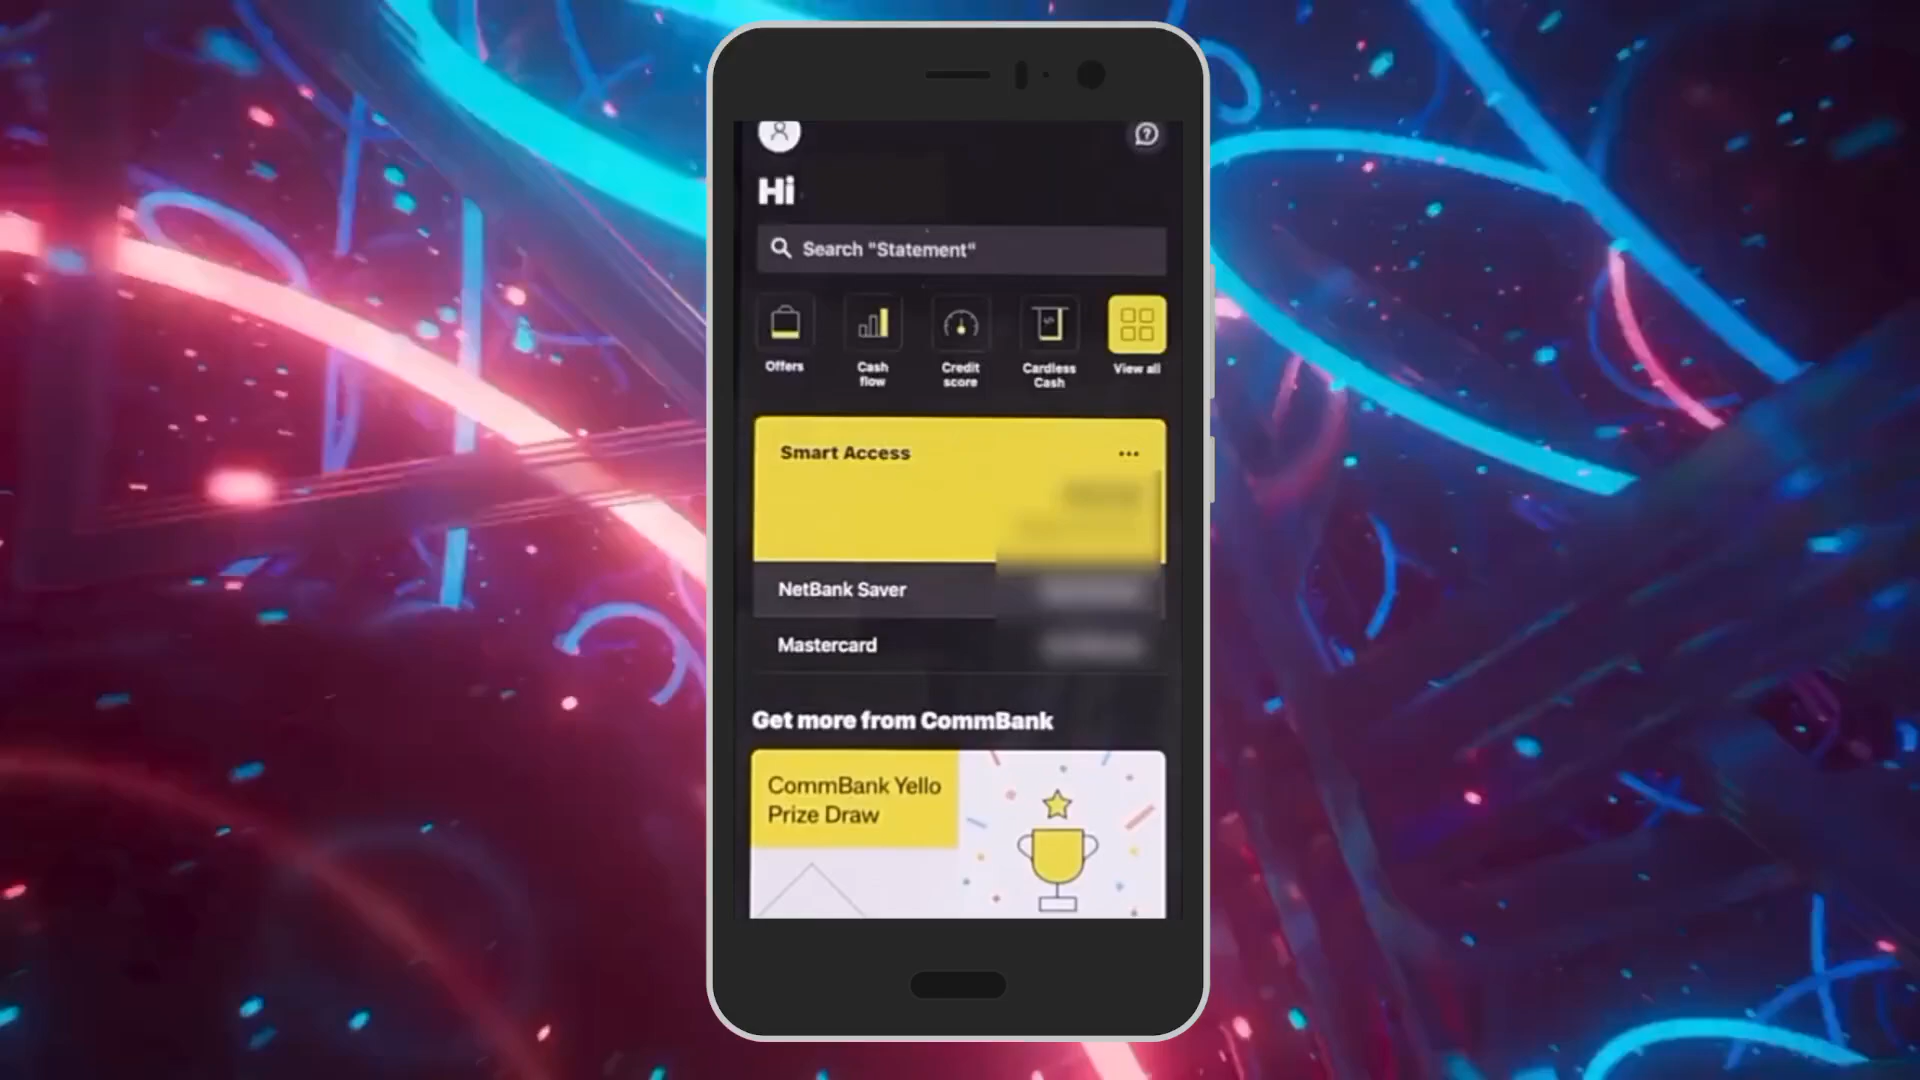 Hi
Search "Statement"
Offers
Cash
flow
Credit
score
Cardless
Cash
View all
Smart Access
NetBank Saver
Mastercard
Get more from CommBank
CommBank Yello
Prize Draw